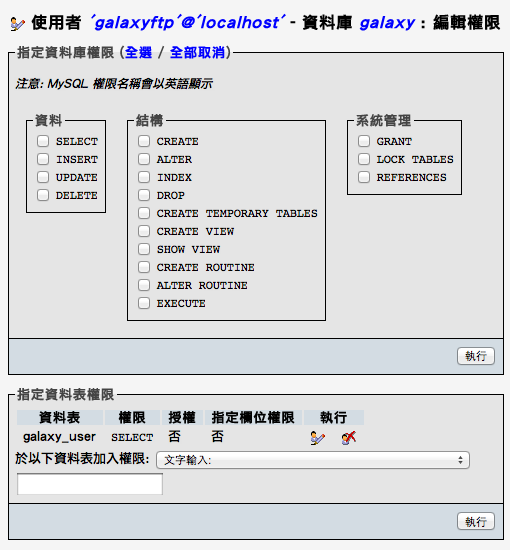 使用者 'galaxyftp'@'localhost' - 資料庫 galaxy : 編輯權限
指定資料庫權限 (全選 / 全部取消)
注意: MySQL 權限名稱會以英語顯示
資料
SELECT
INSERT
UPDATE
DELETE
結構
CREATE
ALTER
INDEX
DROP
CREATE TEMPORARY TABLES
CREATE VIEW
SHOW VIEW
CREATE ROUTINE
ALTER ROUTINE
EXECUTE
系統管理
GRANT
LOCK TABLES
REFERENCES
執行
指定資料表權限
資料表 權限 授權 指定欄位權限 執行
galaxy_user SELECT 否 否
於以下資料表加入權限: 文字輸入:
執行